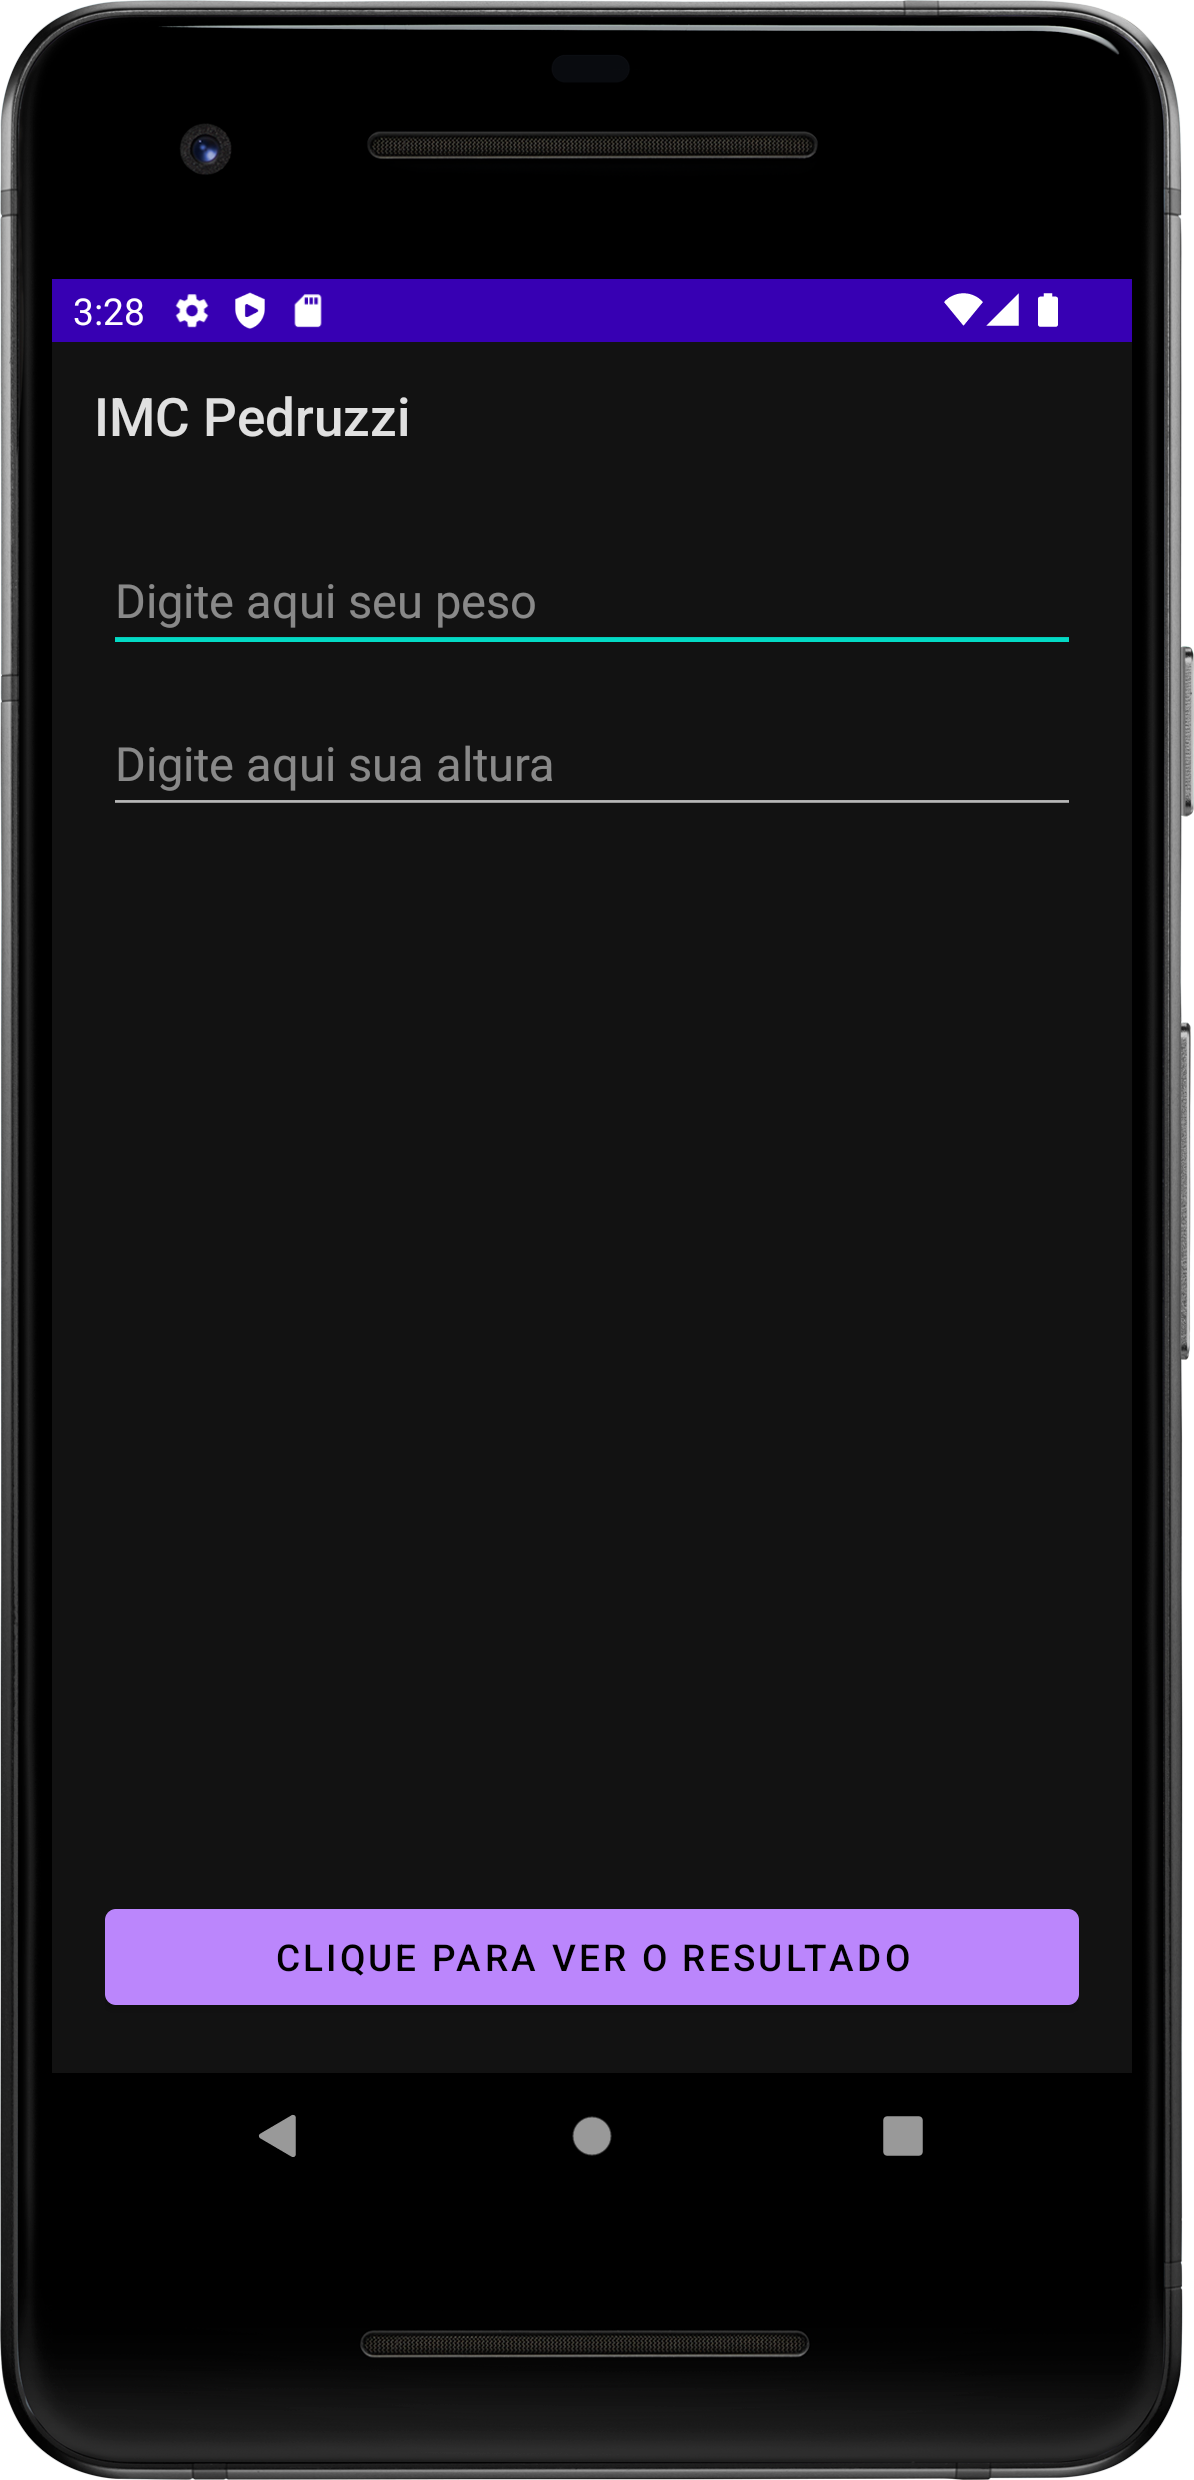 3:28
IMC Pedruzzi
Digite aqui seu peso
Digite aqui sua altura
CLIQUE PARA VER O RESULTADO